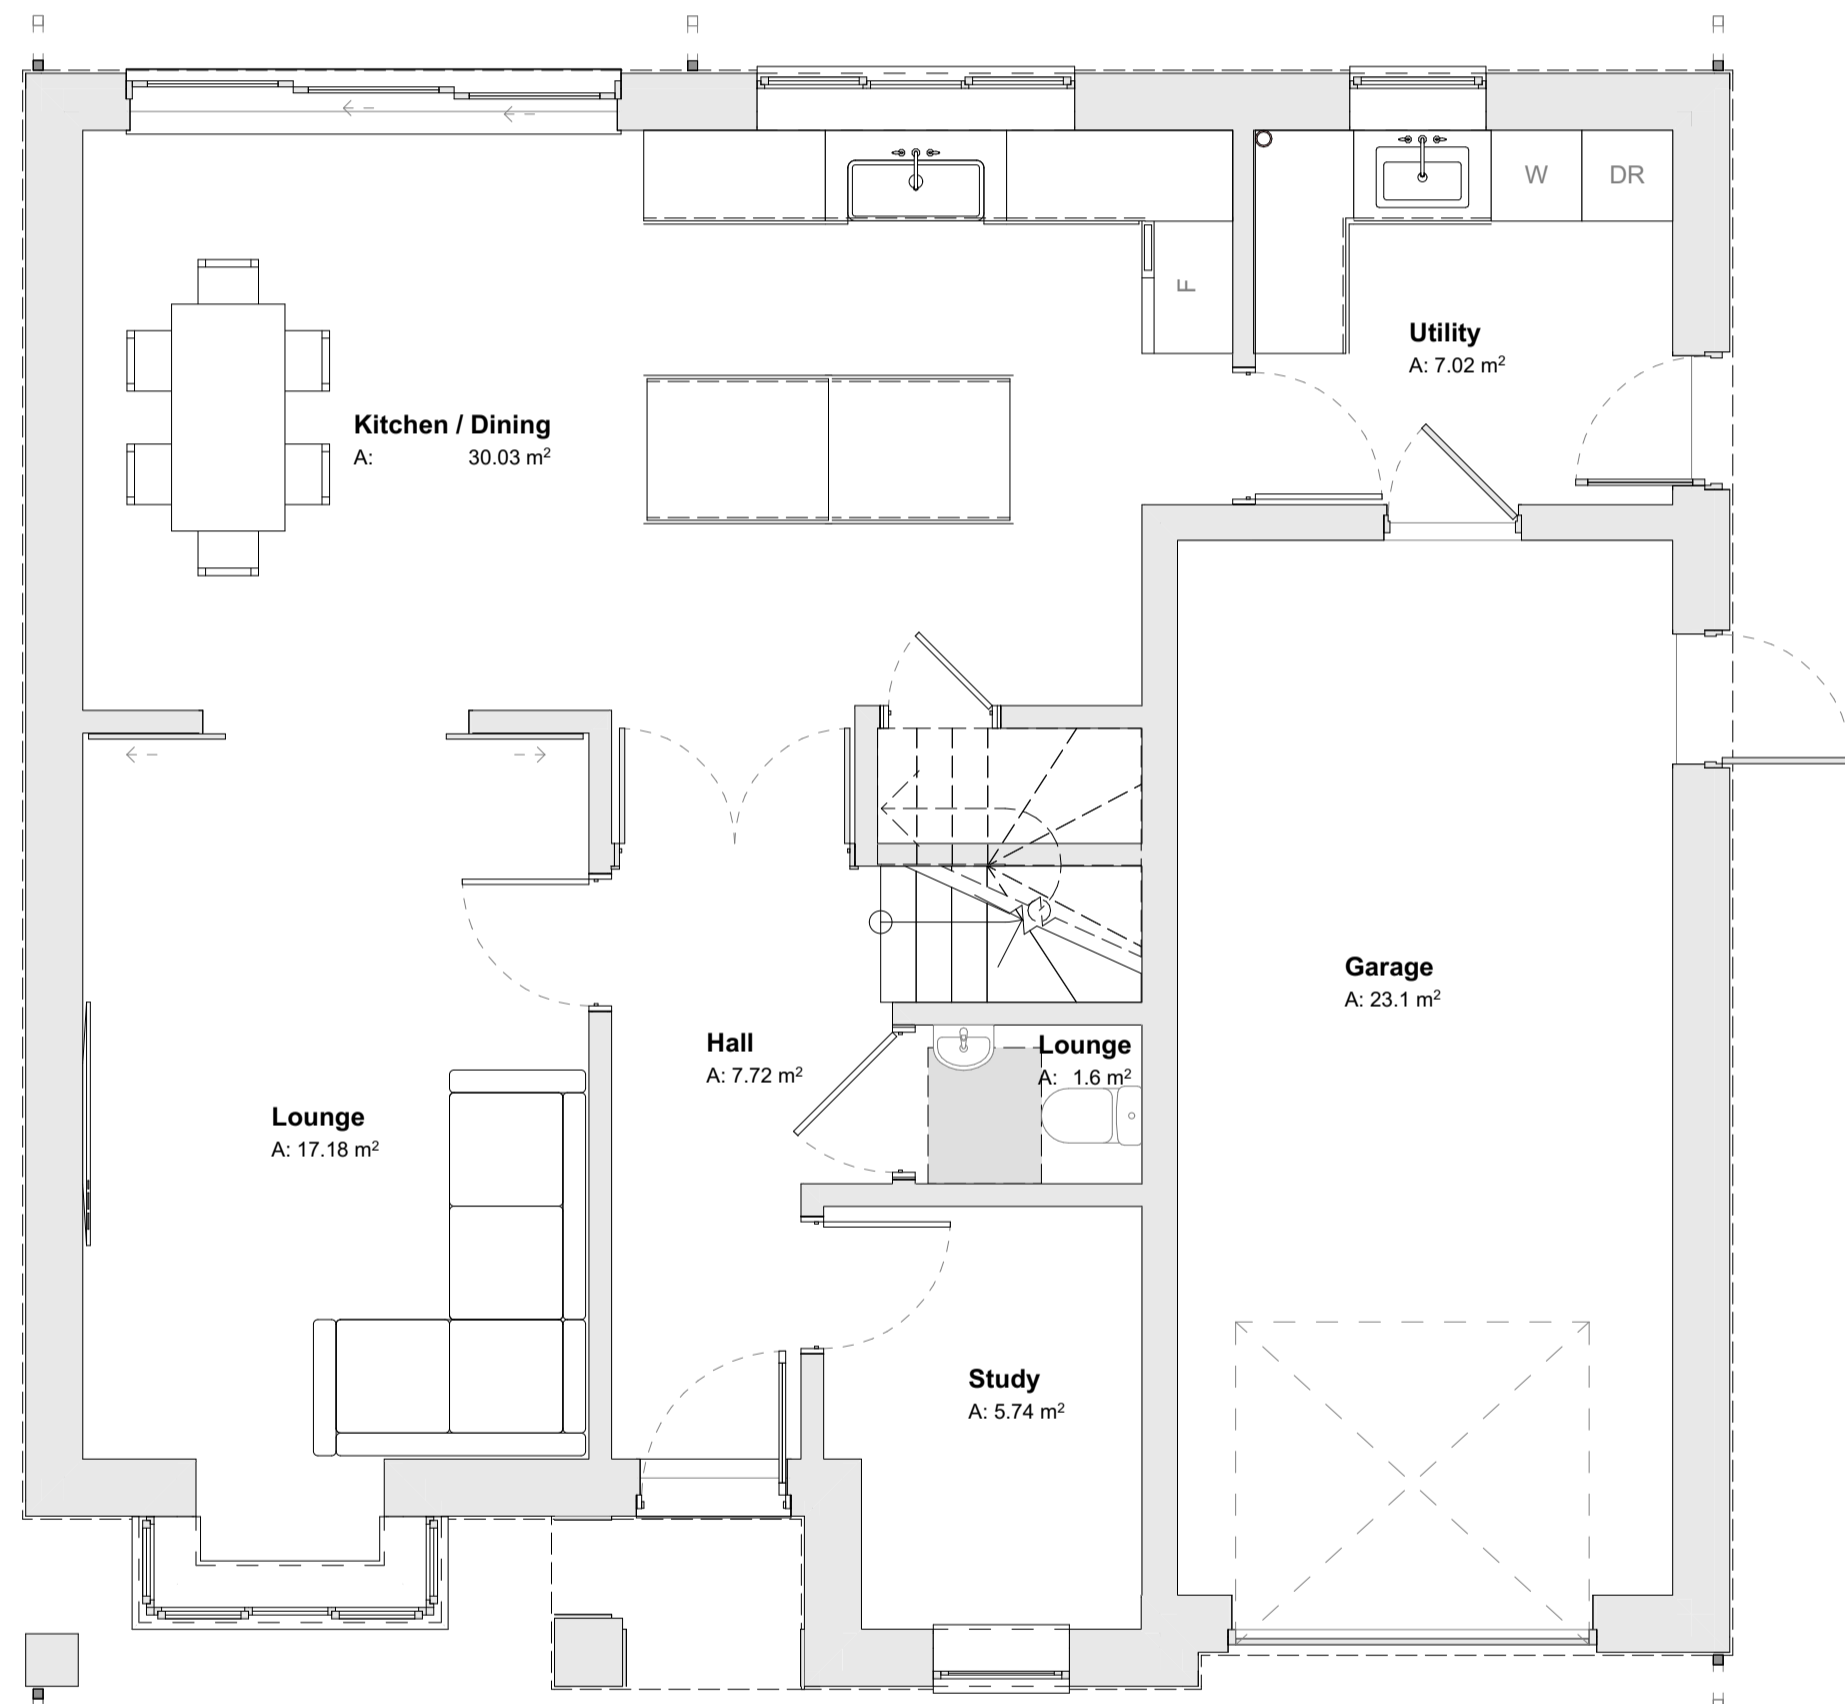 W DR
F
Utility
A: 7.02 m²
Kitchen / Dining
A: 30.03 m²
Garage
A: 23.1 m²
Hall
A: 7.72 m²
Lounge
A: 1.6 m²
Lounge
A: 17.18 m²
Study
A: 5.74 m²